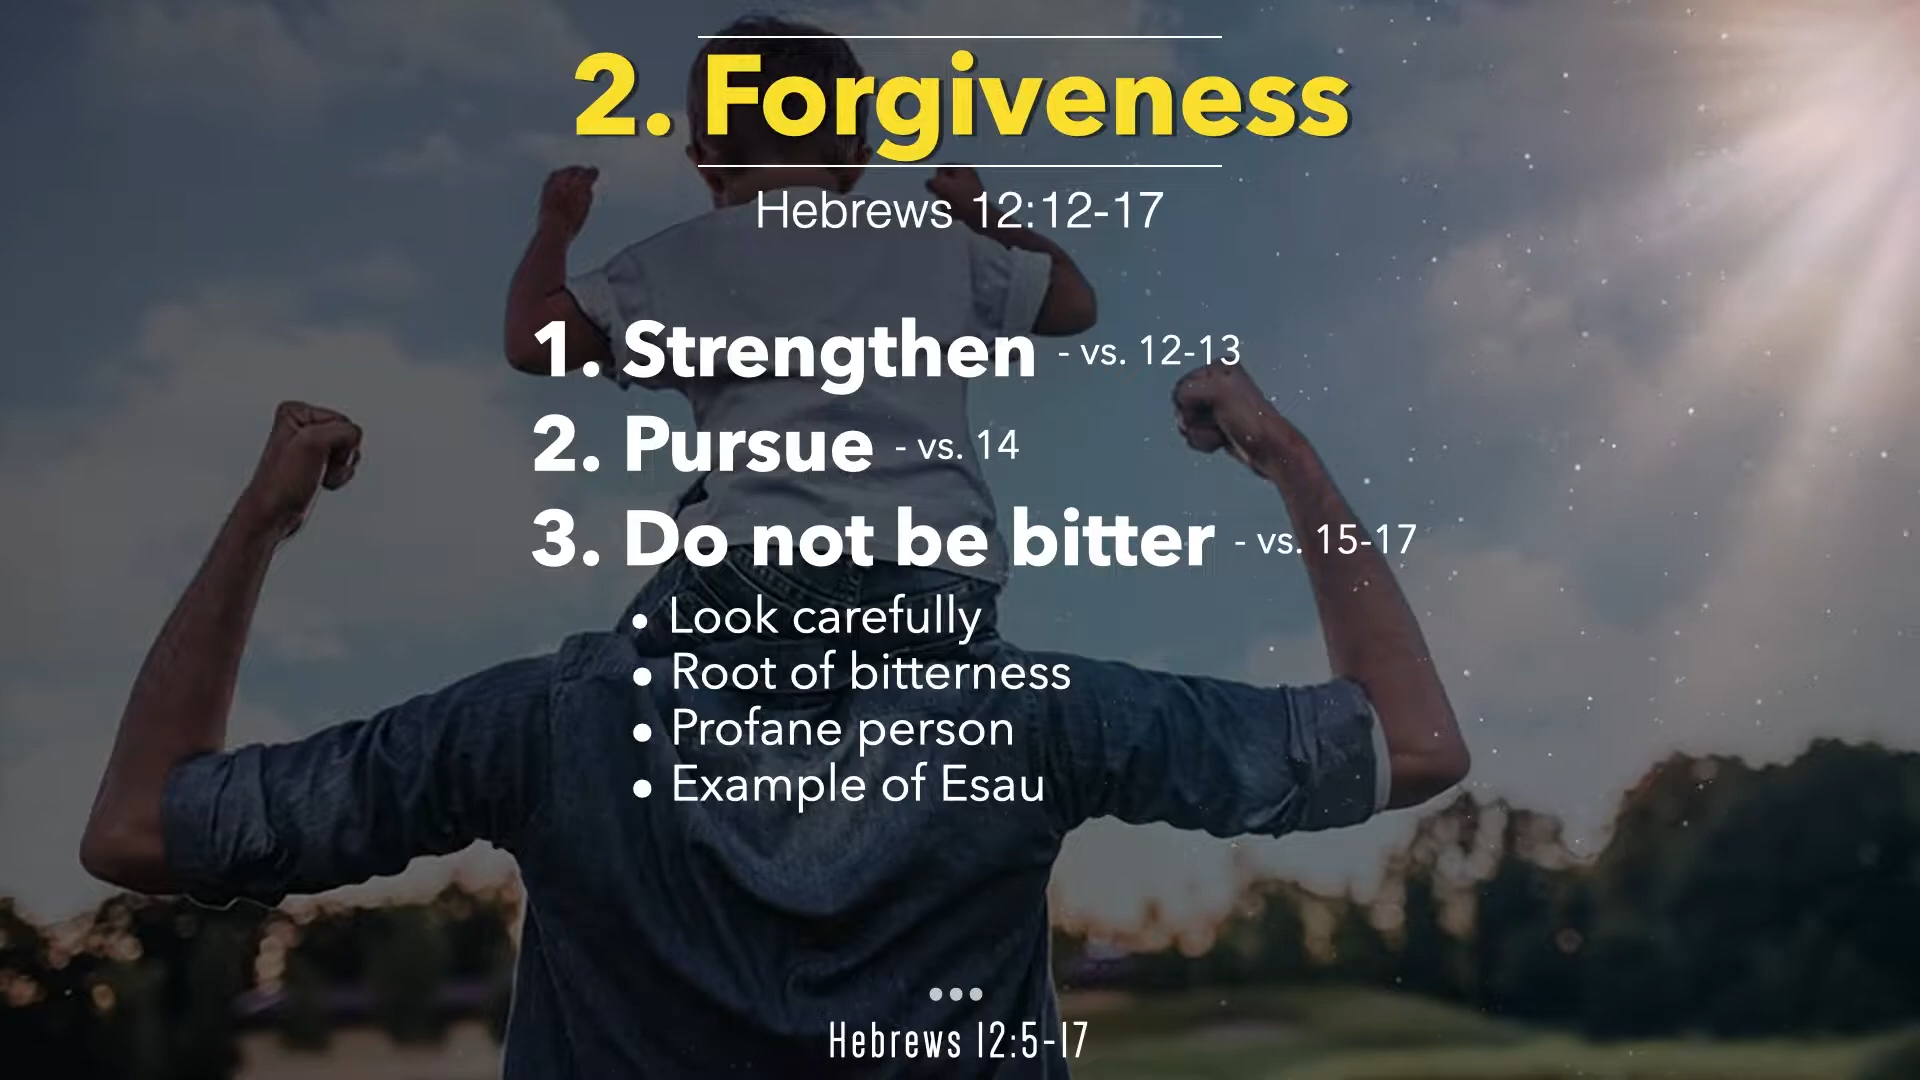 2. Forgiveness
Hebrews 12:12-17
1. Strengthen - vs. 12-13
2. Pursue - vs. 14
3. Do not be bitter - vs. 15-17
• Look carefully
• Root of bitterness
• Profane person
• Example of Esau
Hebrews 12:5-17